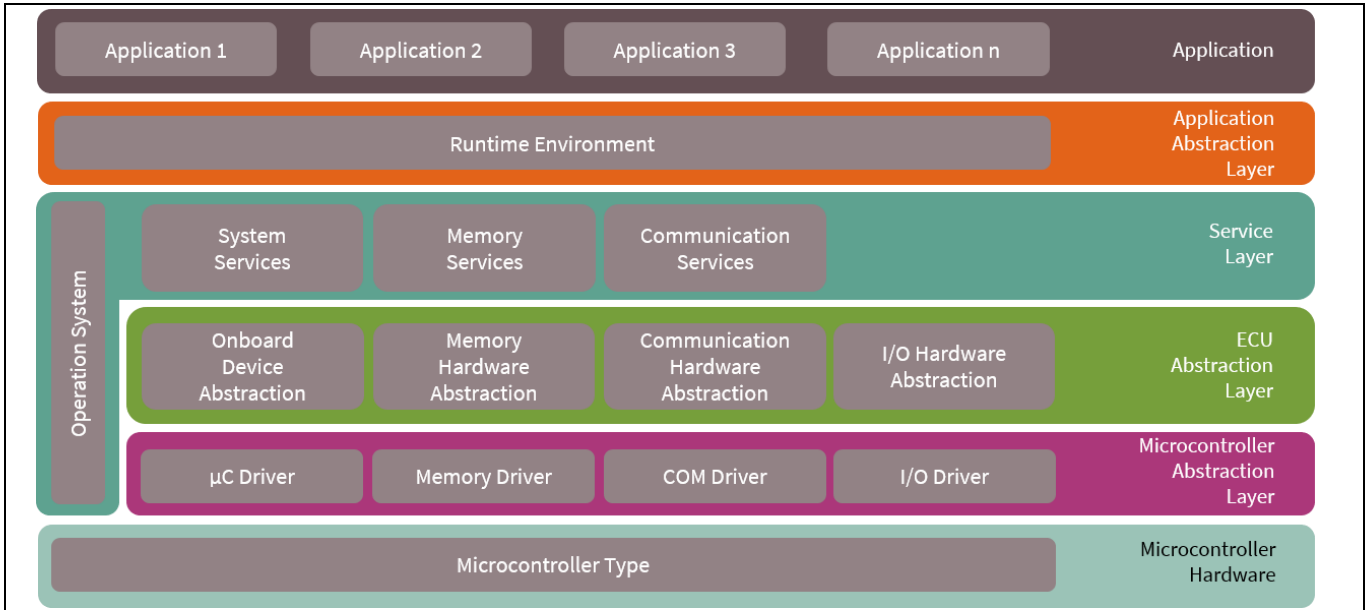 Application 1
Application 2
Application 3
Application n
Application
Runtime Environment
Application
Abstraction
Layer
Operation System
System
Services
Memory
Services
Communication
Services
Service
Layer
Onboard
Device
Abstraction
Memory
Hardware
Abstraction
Communication
Hardware
Abstraction
I/O Hardware
Abstraction
ECU
Abstraction
Layer
µC Driver
Memory Driver
COM Driver
I/O Driver
Microcontroller
Abstraction
Layer
Microcontroller Type
Microcontroller
Hardware